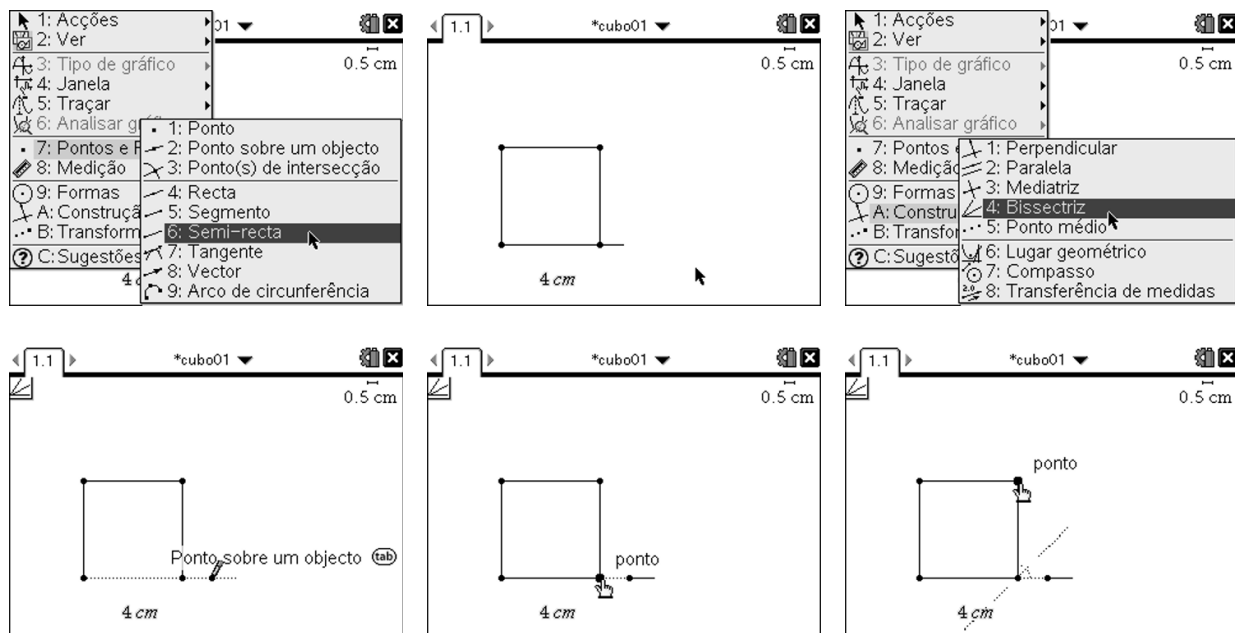 1: Acções
2: Ver
3: Tipo de gráfico
4: Janela
5: Traçar
6: Analisar gr
7: Pontos e R
8: Medição
9: Formas
A: Construçã
B: Transform
C: Sugestões
1: Ponto
2: Ponto sobre um objecto
3: Ponto(s) de intersecção
4: Recta
5: Segmento
6: Semi-recta
7: Tangente
8: Vector
9: Arco de circunferência
01
0.5 cm
4 c
1.1
*cubo01
0.5 cm
4 cm
1: Acções
2: Ver
3: Tipo de gráfico
4: Janela
5: Traçar
6: Analisar gráfico
7: Pontos e
8: Medição
9: Formas
A: Constru
B: Transfor
C: Sugestõ
1: Perpendicular
2: Paralela
3: Mediatriz
4: Bissectriz
5: Ponto médio
6: Lugar geométrico
7: Compasso
8: Transferência de medidas
01
0.5 cm
1.1
*cubo01
0.5 cm
Ponto sobre um objecto tab
4 cm
1.1
*cubo01
0.5 cm
ponto
4 cm
1.1
*cubo01
0.5 cm
ponto
4 cm